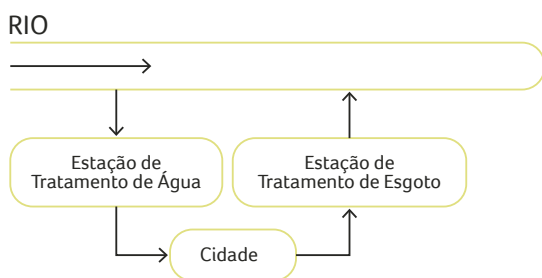 RIO
Estação de
Tratamento de Água
Estação de
Tratamento de Esgoto
Cidade